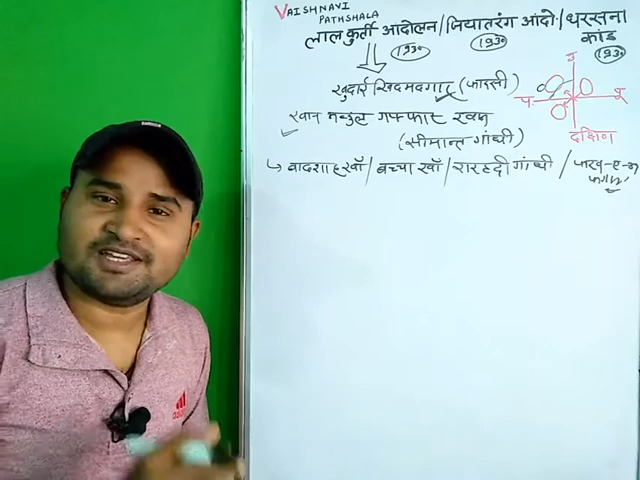 VAISHNAVI
PATHSHALA
लाल कुर्ती आंदोलन/जियातरंग आंदो./धरसना
कांड
1930 1930 1930
खुदाई खिदमतगार (फारसी)
खान अब्दुल गफ्फार खान
(सीमान्त गांधी)
बादशाह खाँ/बच्चा खाँ/सरहदी गांधी/फख्र-ए-
उ
प पू
दक्षिण
adidas